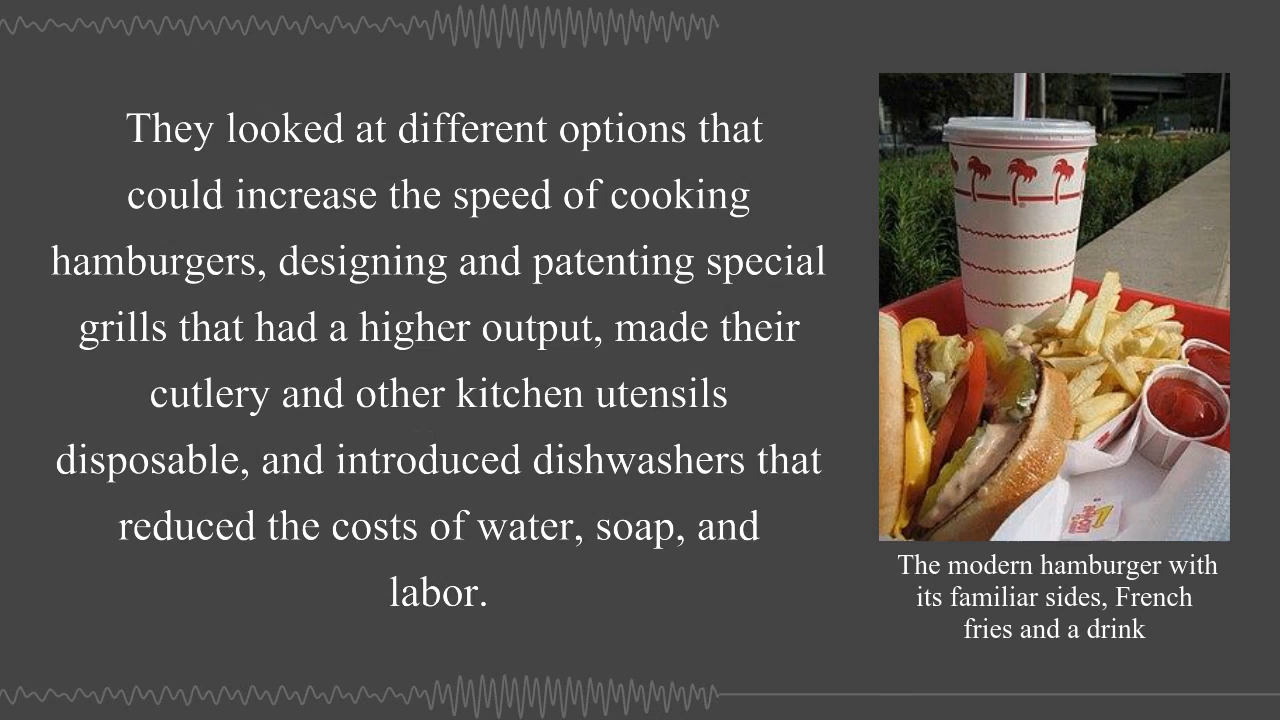 They looked at different options that
could increase the speed of cooking
hamburgers, designing and patenting special
grills that had a higher output, made their
cutlery and other kitchen utensils
disposable, and introduced dishwashers that
reduced the costs of water, soap, and
labor.
The modern hamburger with
its familiar sides, French
fries and a drink